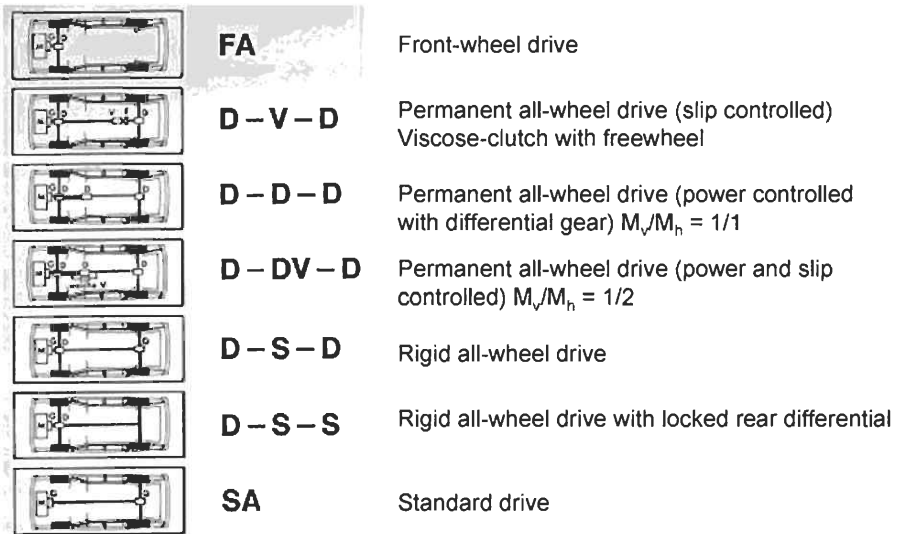 FA Front-wheel drive
D – V – D Permanent all-wheel drive (slip controlled)
Viscose-clutch with freewheel
D – D – D Permanent all-wheel drive (power controlled
with differential gear) Mv/Mh = 1/1
D – DV – D Permanent all-wheel drive (power and slip
controlled) Mv/Mh = 1/2
D – S – D Rigid all-wheel drive
D – S – S Rigid all-wheel drive with locked rear differential
SA Standard drive